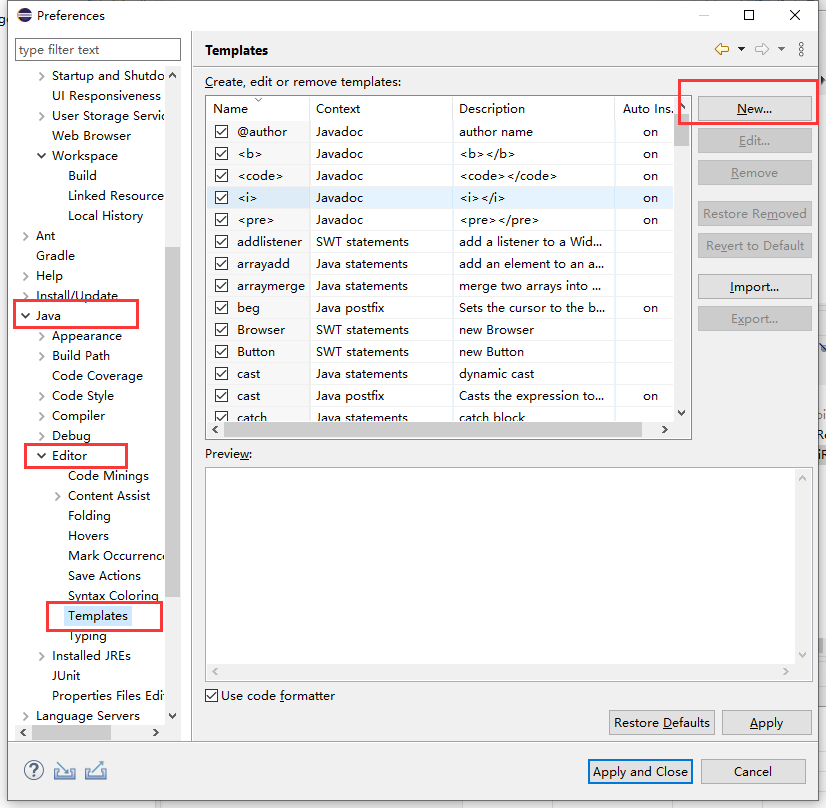 Preferences
type filter text
Startup and Shutdo
UI Responsiveness
User Storage Servic
Web Browser
Workspace
Build
Linked Resource
Local History
Ant
Gradle
Help
Install/Update
Java
Appearance
Build Path
Code Coverage
Code Style
Compiler
Debug
Editor
Code Minings
Content Assist
Folding
Hovers
Mark Occurrenc
Save Actions
Syntax Coloring
Templates
Typing
Installed JREs
JUnit
Properties Files Edi
Language Servers
Templates
Create, edit or remove templates:
Name Context Description Auto Ins.
@author Javadoc author name on
<b> Javadoc <b></b> on
<code> Javadoc <code></code> on
<i> Javadoc <i></i> on
<pre> Javadoc <pre></pre> on
addlistener SWT statements add a listener to a Wid...
arrayadd Java statements add an element to an a...
arraymerge Java statements merge two arrays into ...
beg Java postfix Sets the cursor to the b... on
Browser SWT statements new Browser
Button SWT statements new Button
cast Java statements dynamic cast
cast Java postfix Casts the expression to... on
catch Java statements catch block
New...
Edit...
Remove
Restore Removed
Revert to Default
Import...
Export...
Preview:
Use code formatter
Restore Defaults Apply
Apply and Close Cancel